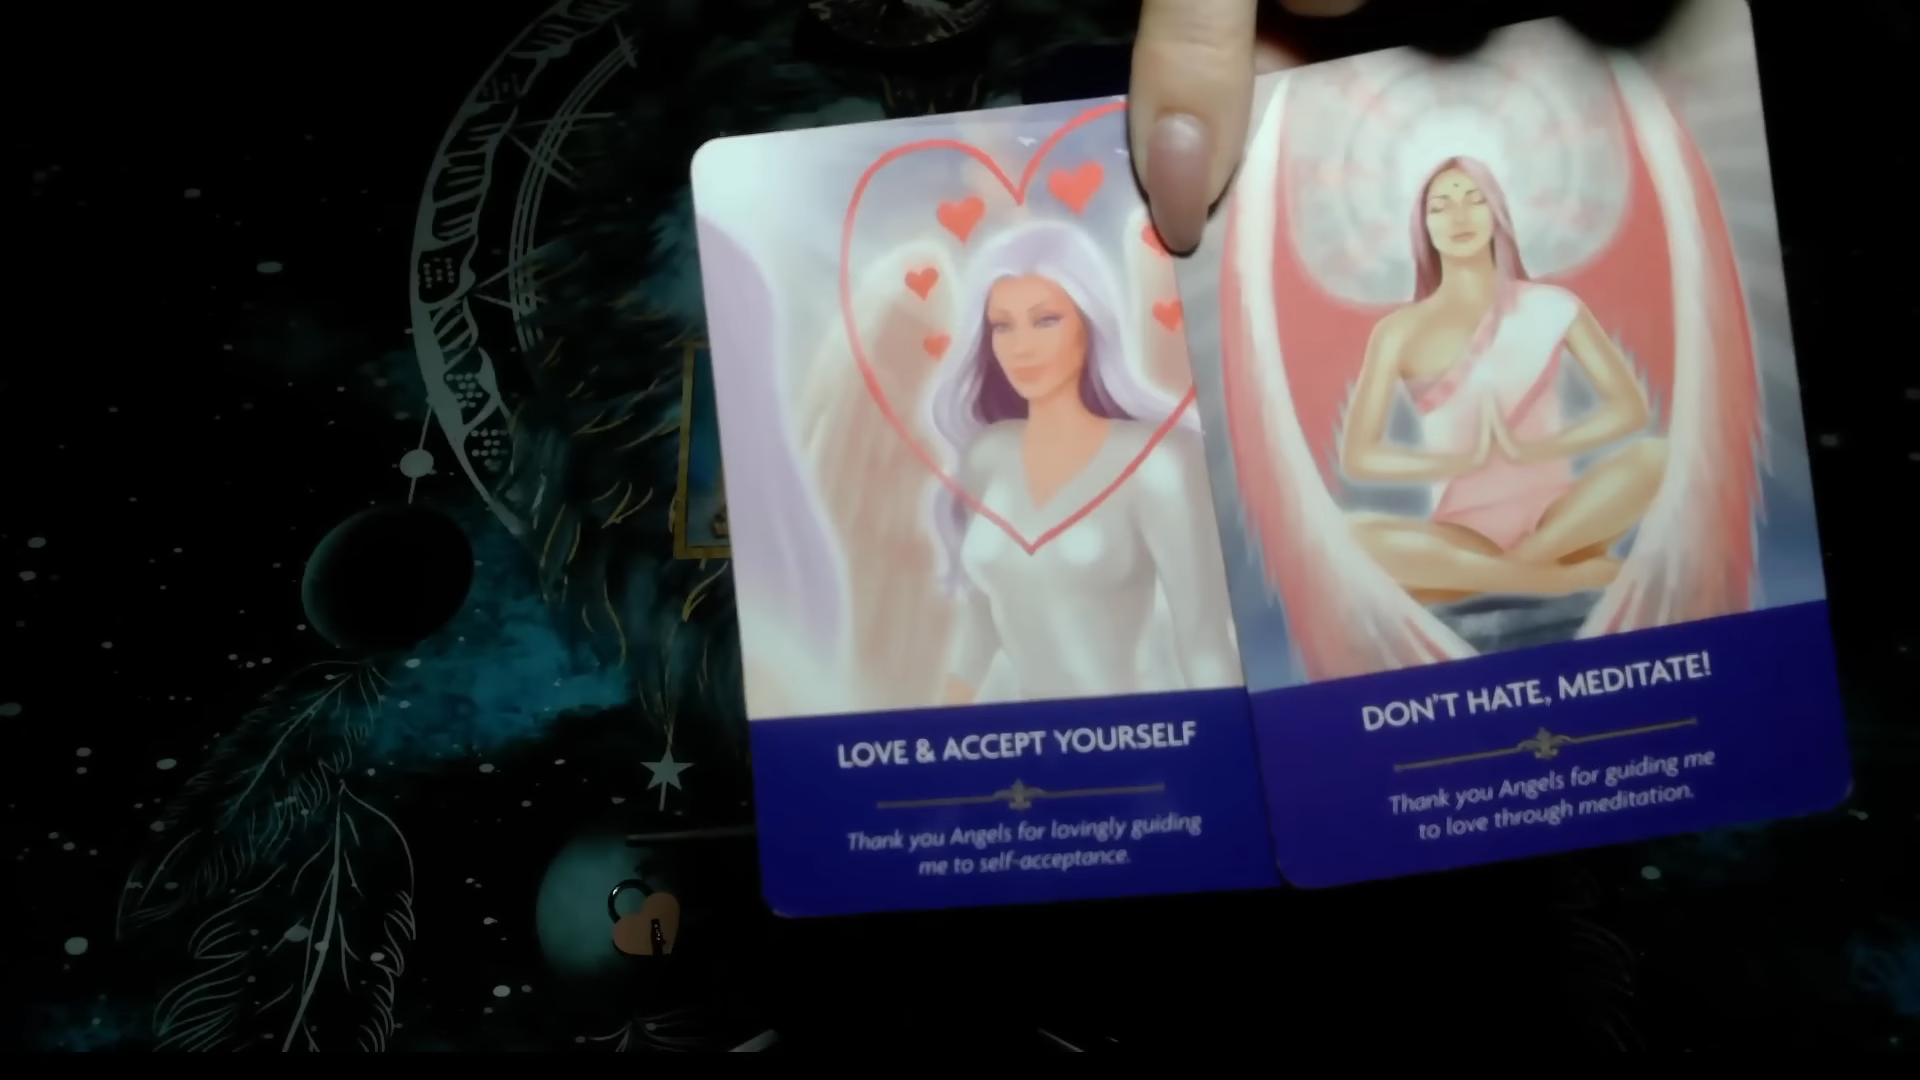 LOVE & ACCEPT YOURSELF
Thank you Angels for lovingly guiding
me to self-acceptance.
DON'T HATE, MEDITATE!
Thank you Angels for guiding me
to love through meditation.